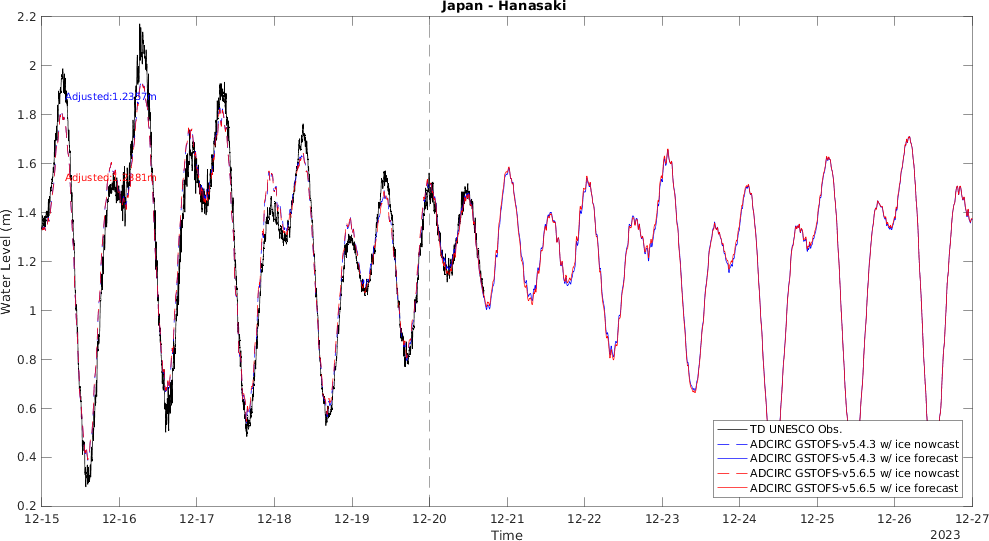 Japan - Hanasaki
2.2
2
1.8
1.6
1.4
1.2
1
0.8
0.6
0.4
0.2
Water Level (m)
Adjusted:1.2357m
TD UNESCO Obs.
ADCIRC GSTOFS-v5.4.3 w/ ice nowcast
ADCIRC GSTOFS-v5.4.3 w/ ice forecast
ADCIRC GSTOFS-v5.6.5 w/ ice nowcast
ADCIRC GSTOFS-v5.6.5 w/ ice forecast
12-15 12-16 12-17 12-18 12-19 12-20 12-21 12-22 12-23 12-24 12-25 12-26 12-27
Time
2023